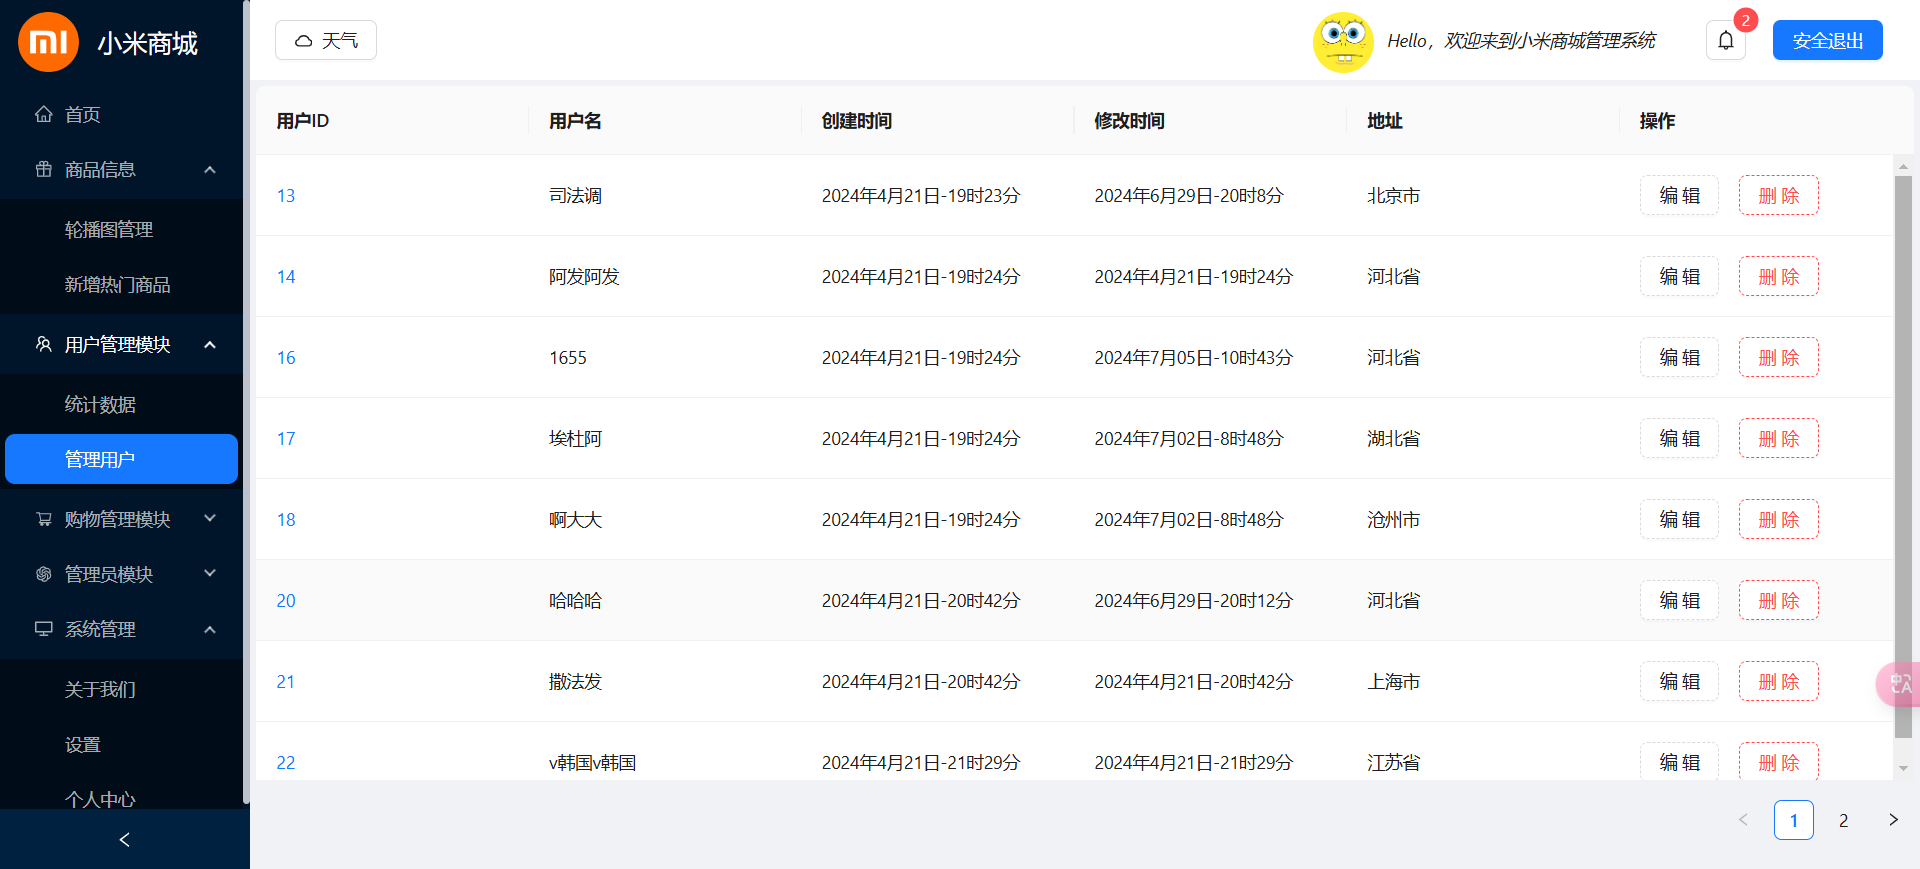 小米商城
首页
商品信息
轮播图管理
新增热门商品
用户管理模块
统计数据
管理用户
购物管理模块
管理员模块
系统管理
关于我们
设置
个人中心
天气
Hello，欢迎来到小米商城管理系统
2
安全退出
用户ID 用户名 创建时间 修改时间 地址 操作
13 司法调 2024年4月21日-19时23分 2024年6月29日-20时8分 北京市 编 辑 删 除
14 阿发阿发 2024年4月21日-19时24分 2024年4月21日-19时24分 河北省 编 辑 删 除
16 1655 2024年4月21日-19时24分 2024年7月05日-10时43分 河北省 编 辑 删 除
17 埃杜阿 2024年4月21日-19时24分 2024年7月02日-8时48分 湖北省 编 辑 删 除
18 啊大大 2024年4月21日-19时24分 2024年7月02日-8时48分 沧州市 编 辑 删 除
20 哈哈哈 2024年4月21日-20时42分 2024年6月29日-20时12分 河北省 编 辑 删 除
21 撒法发 2024年4月21日-20时42分 2024年4月21日-20时42分 上海市 编 辑 删 除
22 v韩国v韩国 2024年4月21日-21时29分 2024年4月21日-21时29分 江苏省 编 辑 删 除
1 2